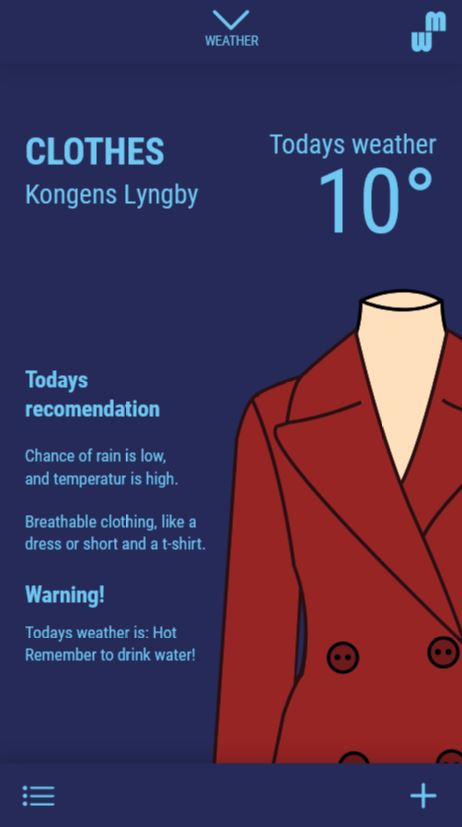 WEATHER
mw
CLOTHES
Kongens Lyngby
Todays weather
10°
Todays
recomendation
Chance of rain is low,
and temperatur is high.
Breathable clothing, like a
dress or short and a t-shirt.
Warning!
Todays weather is: Hot
Remember to drink water!